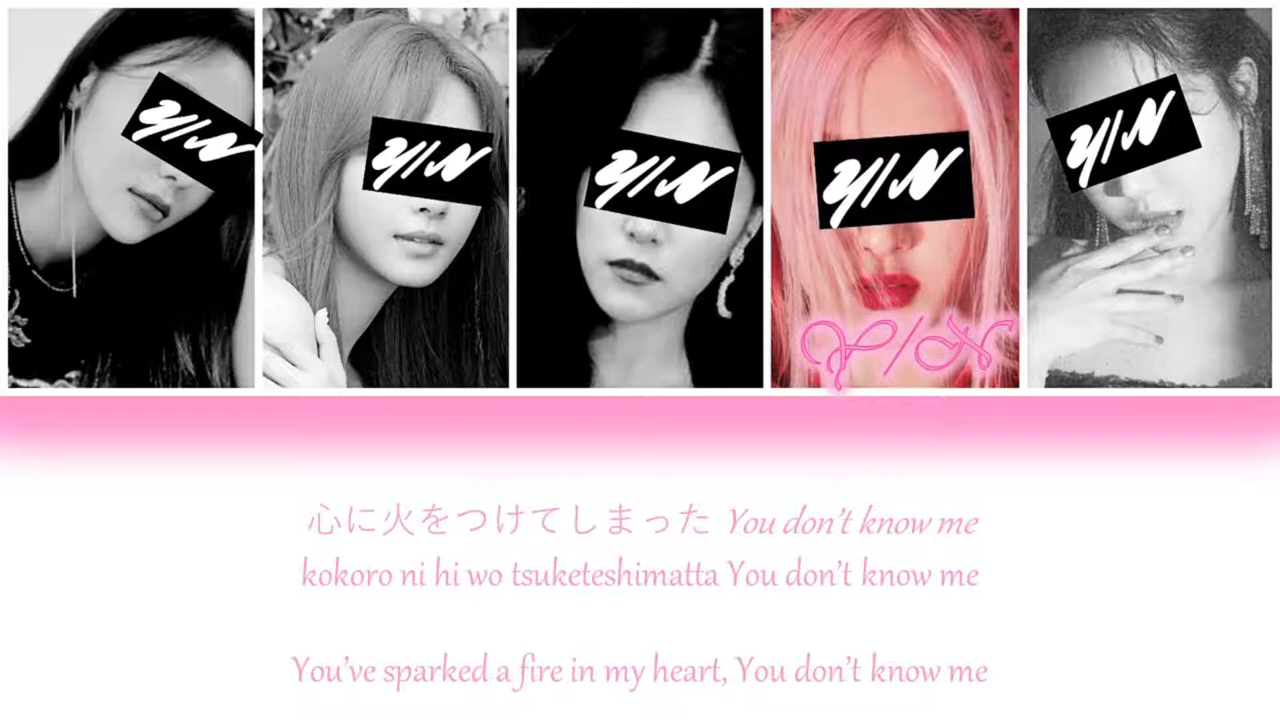 Y/N
Y/N
Y/N
Y/N
Y/N
Y/N
心に火をつけてしまった You don't know me
kokoro ni hi wo tsuketeshimatta You don't know me
You've sparked a fire in my heart, You don't know me